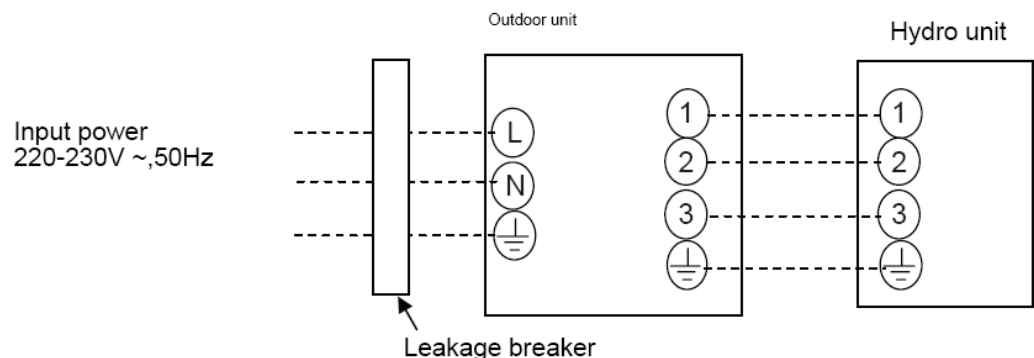 Outdoor unit
Hydro unit
Input power
220-230V ~,50Hz
L
N
1
2
3
1
2
3
Leakage breaker